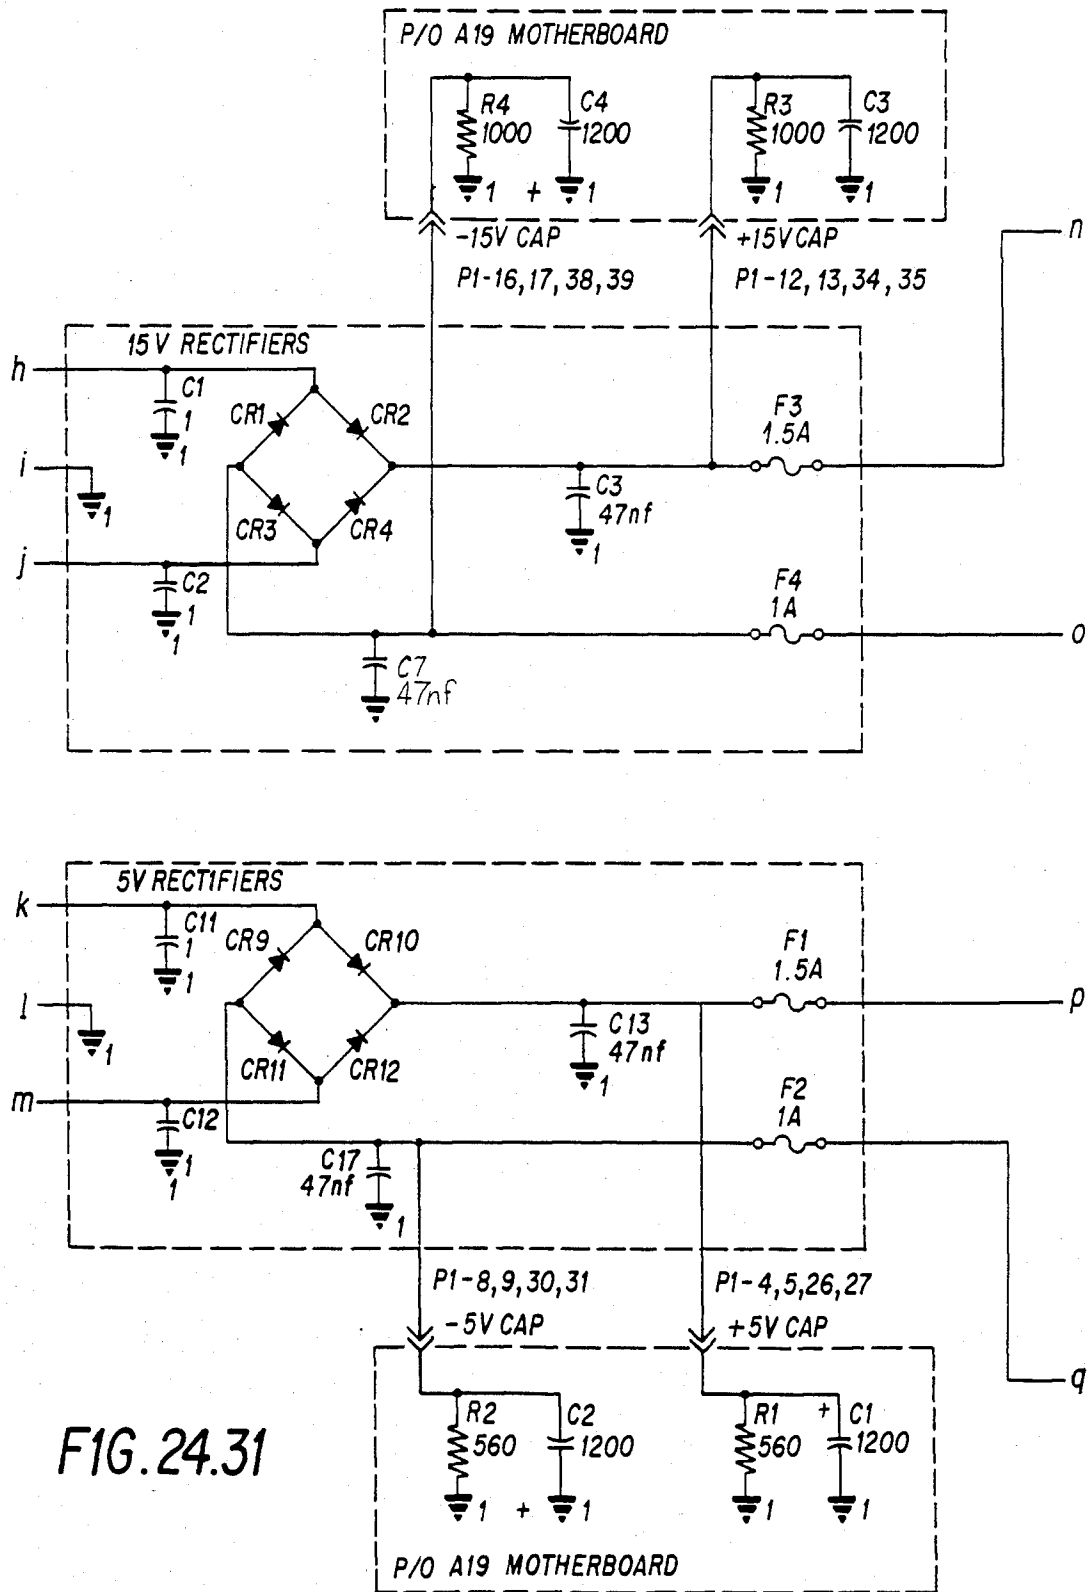 P/O A19 MOTHERBOARD
R4
1000
C4
1200
R3
1000
C3
1200
1 + 1
1 1
-15V CAP
+15V CAP
n
P1-16,17,38,39
P1-12,13,34,35
15V RECTIFIERS
h
C1
1
1
CR1
CR2
F3
1.5A
i
1
C3
47nf
1
CR3
CR4
j
C2
1
1
F4
1A
o
C7
47nf
5V RECTIFIERS
k
C11
1
1
CR9
CR10
F1
1.5A
l
1
p
C13
47nf
1
CR11
CR12
m
C12
1
1
F2
1A
C17
47nf
1
P1-8,9,30,31
P1-4,5,26,27
-5V CAP
+5V CAP
q
R2
560
C2
1200
R1
560
+ C1
1200
1 + 1
1 1
P/O A19 MOTHERBOARD
FIG.24.31